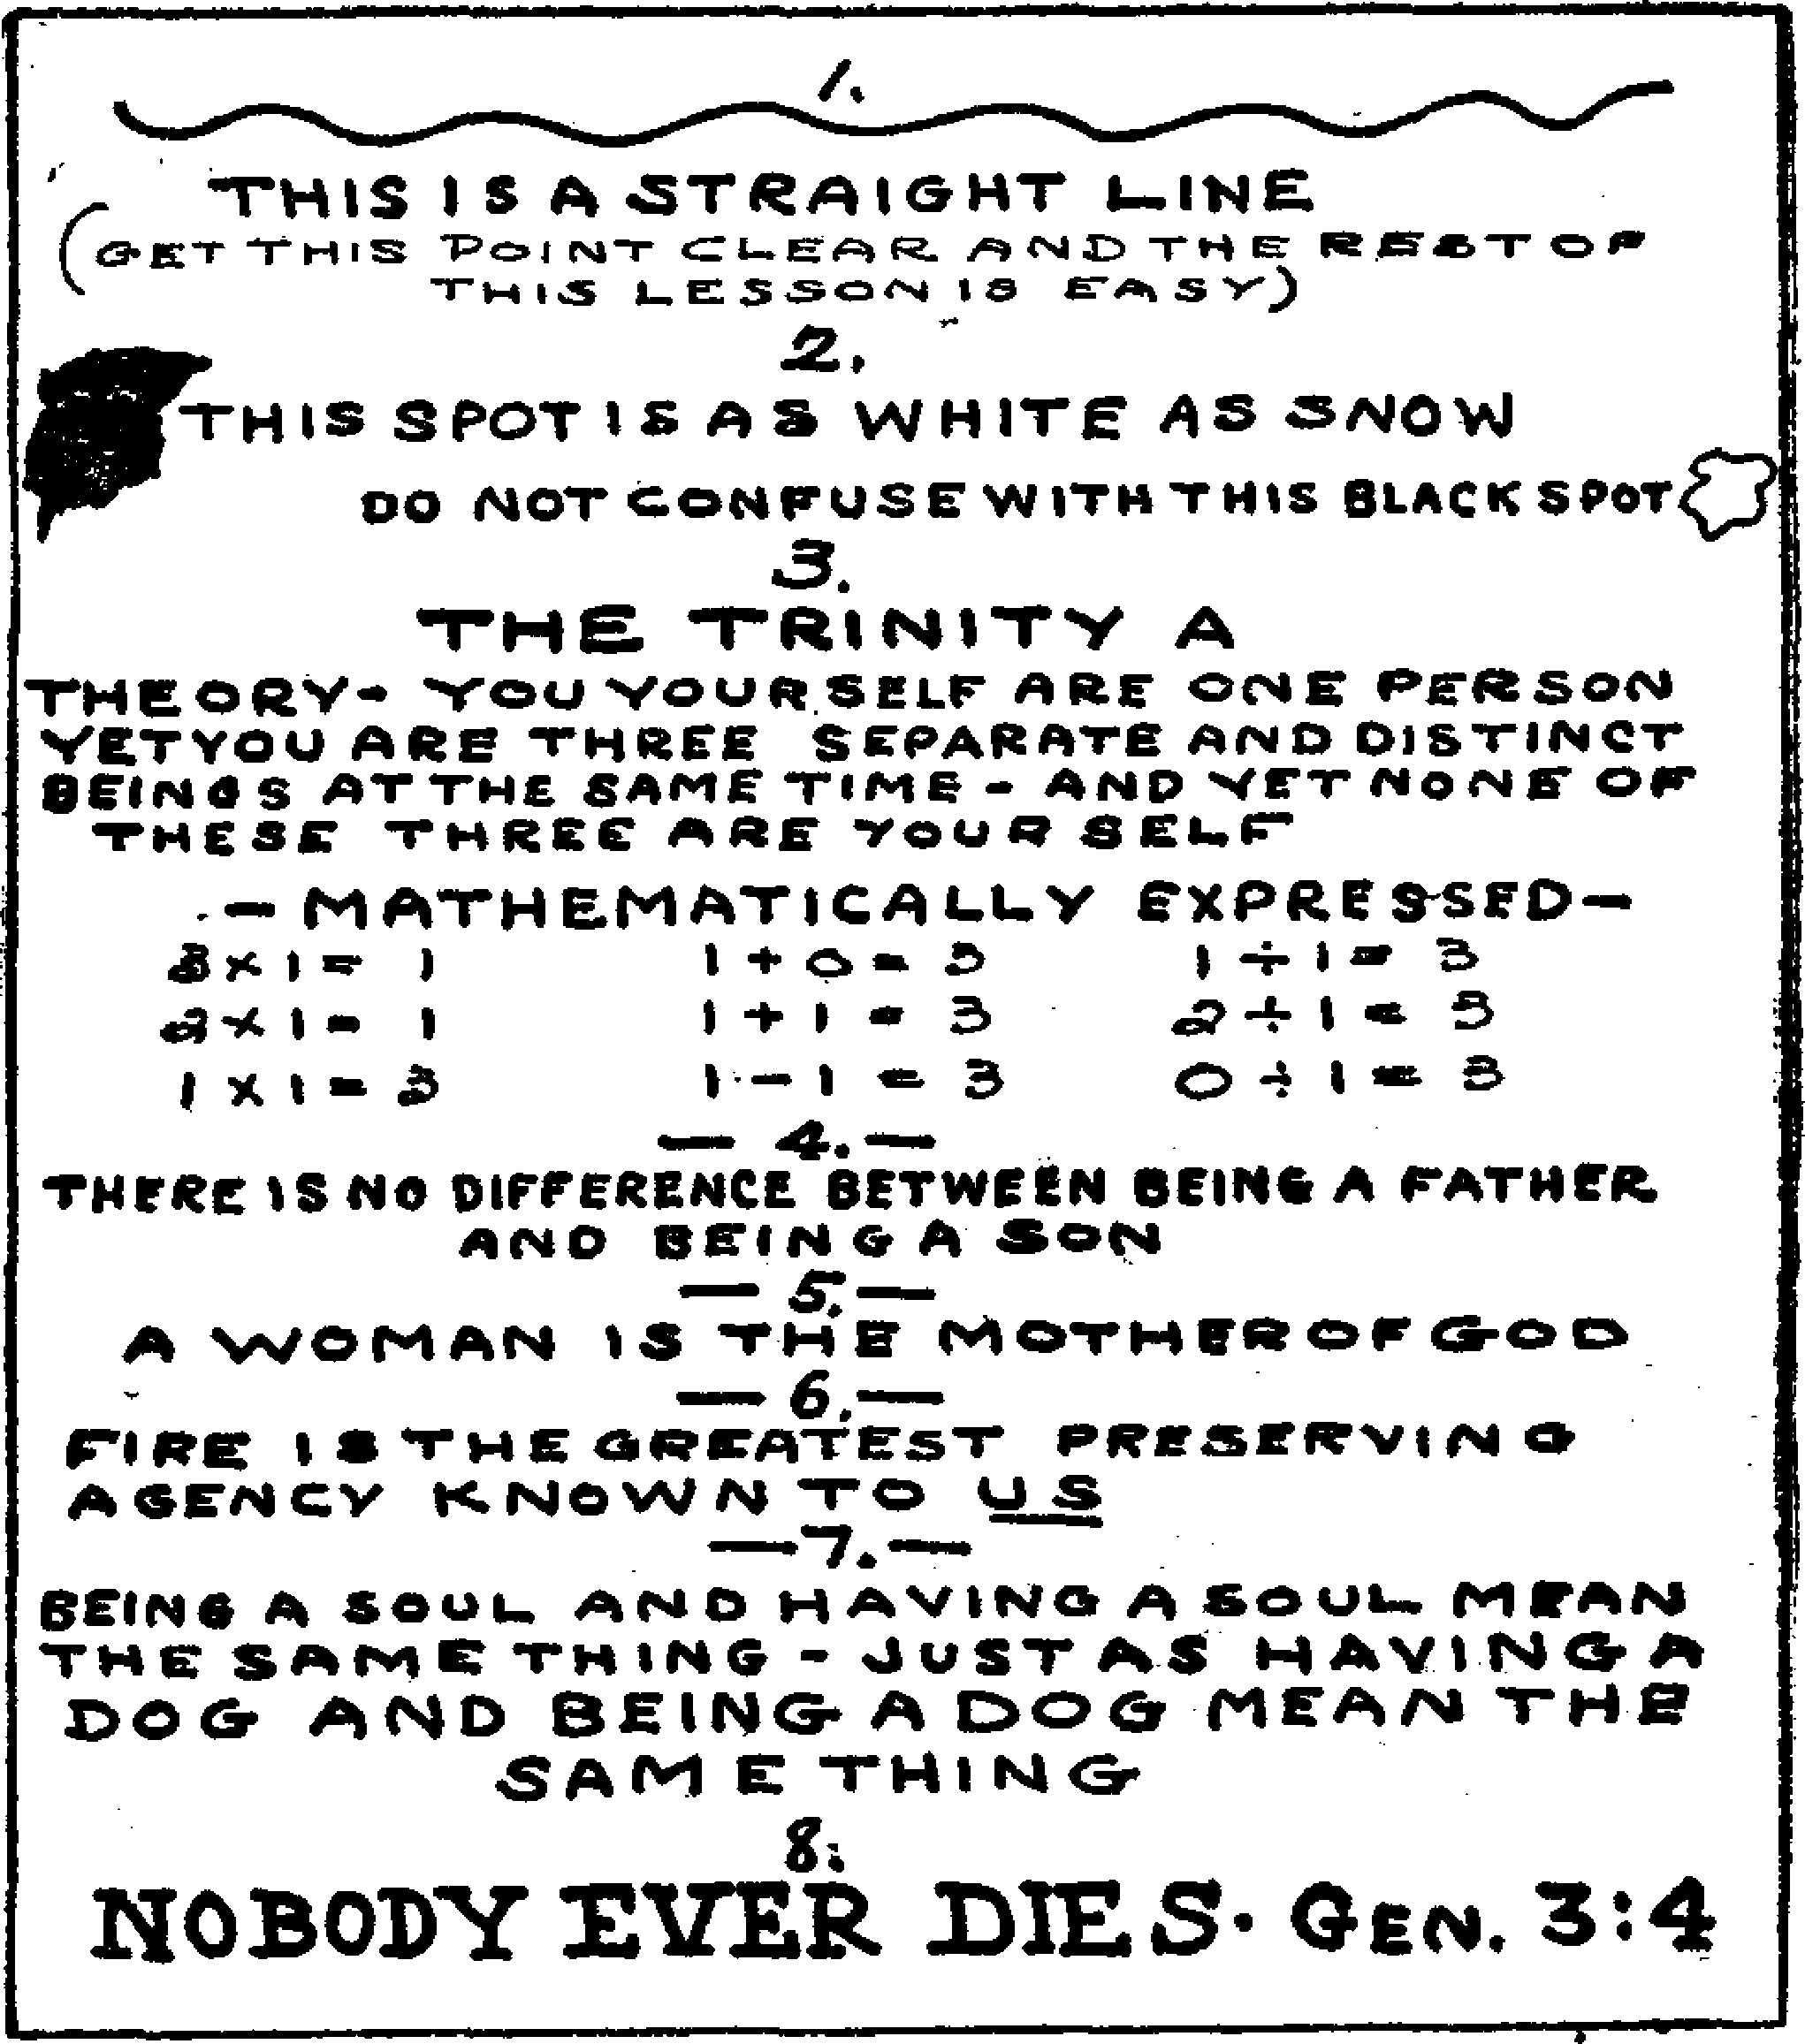 1.
THIS IS A STRAIGHT LINE
(GET THIS POINT CLEAR AND THE REST OF
THIS LESSON IS EASY)
2.
THIS SPOT IS AS WHITE AS SNOW
DO NOT CONFUSE WITH THIS BLACK SPOT
3.
THE TRINITY A
THEORY- YOU YOURSELF ARE ONE PERSON
YET YOU ARE THREE SEPARATE AND DISTINCT
BEINGS AT THE SAME TIME - AND YET NONE OF
THESE THREE ARE YOUR SELF
- MATHEMATICALLY EXPRESSED-
3 × 1 = 1 1 + 0 = 3 1 ÷ 1 = 3
2 × 1 = 1 1 + 1 = 3 2 ÷ 1 = 3
1 × 1 = 3 1 - 1 = 3 0 ÷ 1 = 3
- 4. -
THERE IS NO DIFFERENCE BETWEEN BEING A FATHER
AND BEING A SON
- 5. -
A WOMAN IS THE MOTHER OF GOD
- 6. -
FIRE IS THE GREATEST PRESERVING
AGENCY KNOWN TO US
- 7. -
BEING A SOUL AND HAVING A SOUL MEAN
THE SAME THING - JUST AS HAVING A
DOG AND BEING A DOG MEAN THE
SAME THING
8.
NOBODY EVER DIES. GEN. 3:4